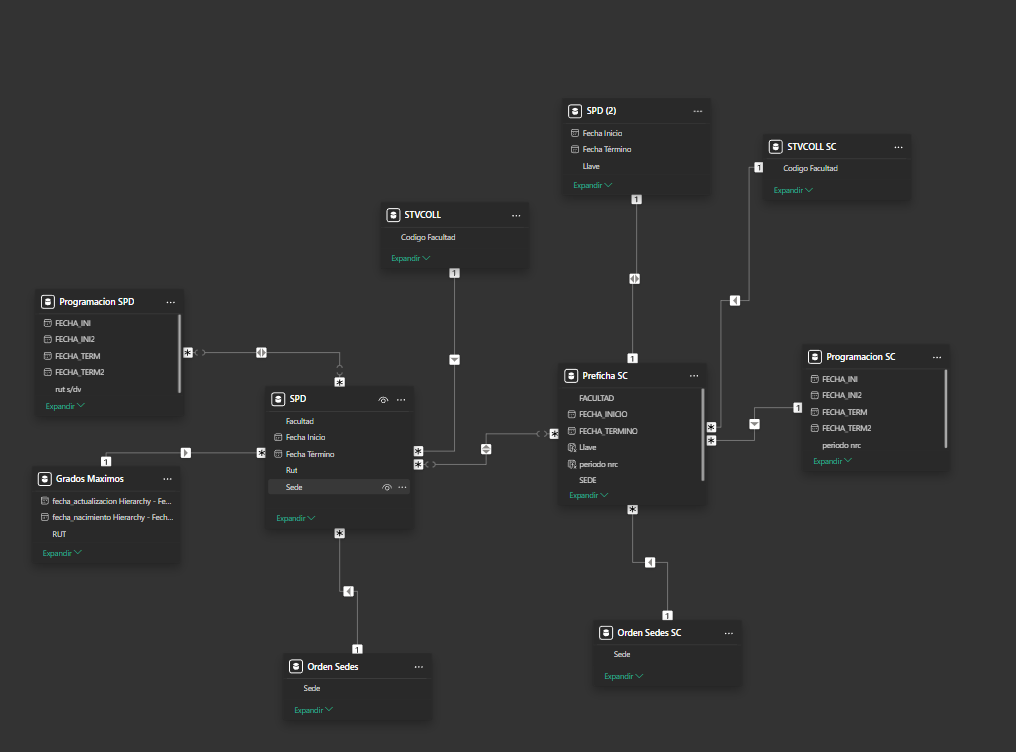 SPD (2)
Fecha Inicio
Fecha Término
Llave
Expandir
STVCOLL SC
Codigo Facultad
Expandir
1
1
STVCOLL
Codigo Facultad
Expandir
1
Programacion SPD
FECHA_INI
FECHA_INI2
FECHA_TERM
FECHA_TERM2
rut s/dv
Expandir
*
*
SPD
Facultad
Fecha Inicio
Fecha Término
Rut
Sede
Expandir
*
*
*
*
1
Preficha SC
FACULTAD
FECHA_INICIO
FECHA_TERMINO
Llave
periodo nrc
SEDE
Expandir
*
*
*
*
1
Programacion SC
FECHA_INI
FECHA_INI2
FECHA_TERM
FECHA_TERM2
periodo nrc
Expandir
1
1
Grados Maximos
fecha_actualizacion Hierarchy - Fe...
fecha_nacimiento Hierarchy - Fech...
RUT
Expandir
1
Orden Sedes
Sede
Expandir
1
Orden Sedes SC
Sede
Expandir